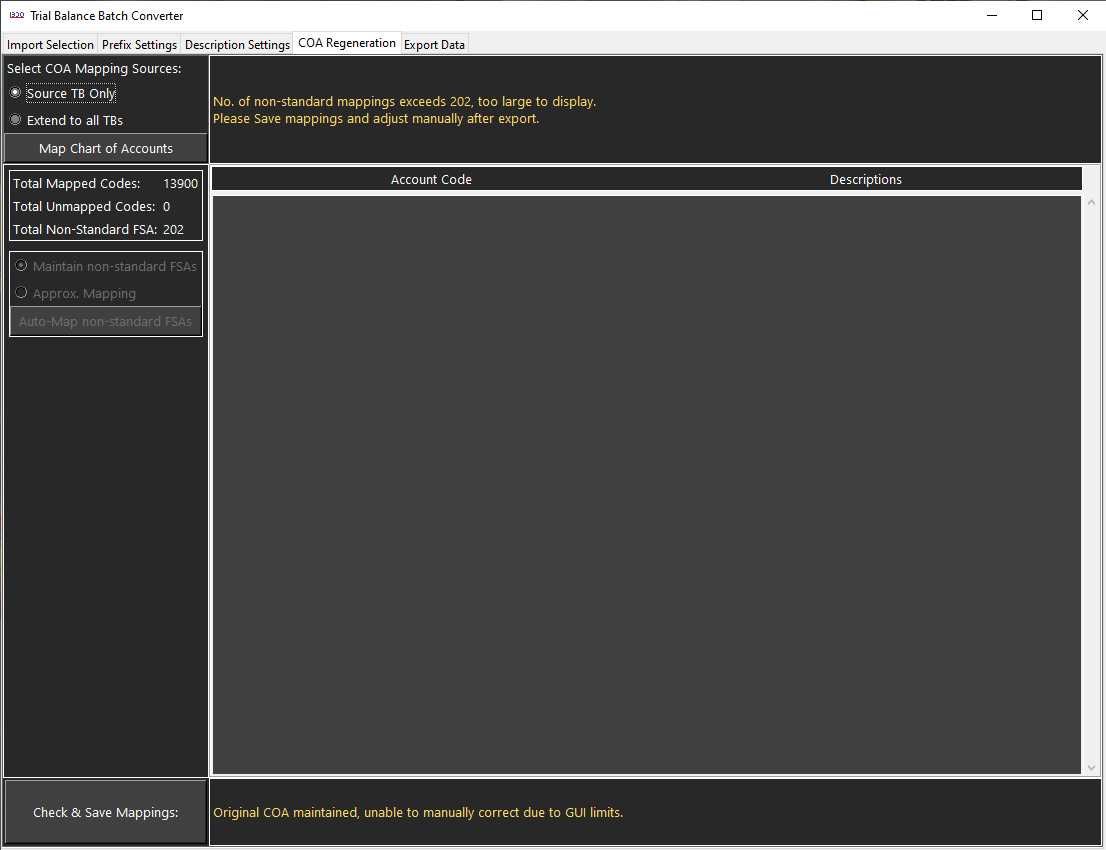 Trial Balance Batch Converter
Import Selection Prefix Settings Description Settings COA Regeneration Export Data
Select COA Mapping Sources:
Source TB Only
Extend to all TBs
Map Chart of Accounts
No. of non-standard mappings exceeds 202, too large to display.
Please Save mappings and adjust manually after export.
Total Mapped Codes: 13900
Total Unmapped Codes: 0
Total Non-Standard FSA: 202
Maintain non-standard FSAs
Approx. Mapping
Auto-Map non-standard FSAs
Account Code Descriptions
Check & Save Mappings:
Original COA maintained, unable to manually correct due to GUI limits.